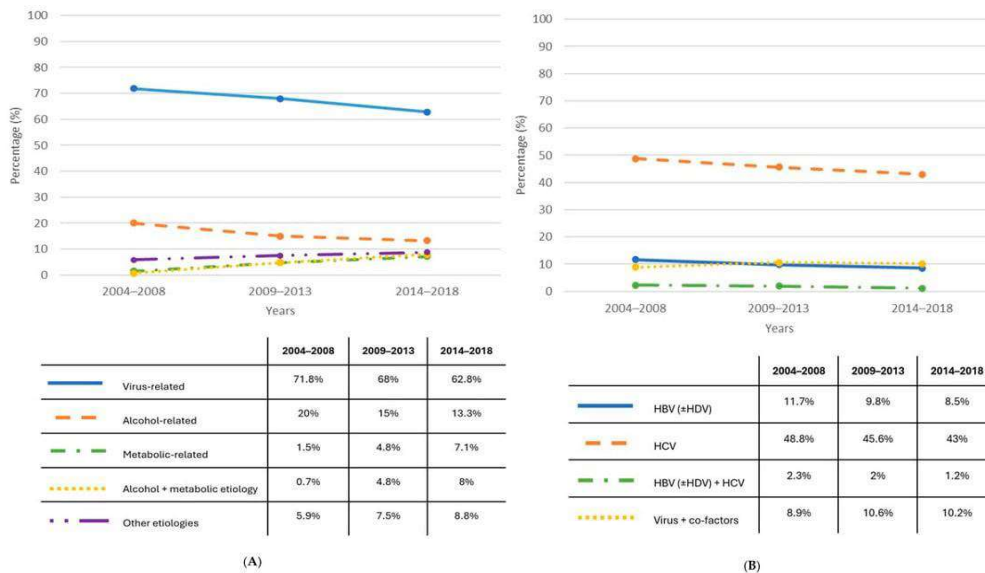 100
90
80
70
60
50
40
30
20
10
0
Percentage (%)
2004–2008 2009–2013 2014–2018
Years
2004–2008 2009–2013 2014–2018
Virus-related 71.8% 68% 62.8%
Alcohol-related 20% 15% 13.3%
Metabolic-related 1.5% 4.8% 7.1%
Alcohol + metabolic etiology 0.7% 4.8% 8%
Other etiologies 5.9% 7.5% 8.8%
(A)
100
90
80
70
60
50
40
30
20
10
0
Percentage (%)
2004–2008 2009–2013 2014–2018
Years
2004–2008 2009–2013 2014–2018
HBV (±HDV) 11.7% 9.8% 8.5%
HCV 48.8% 45.6% 43%
HBV (±HDV) + HCV 2.3% 2% 1.2%
Virus + co-factors 8.9% 10.6% 10.2%
(B)